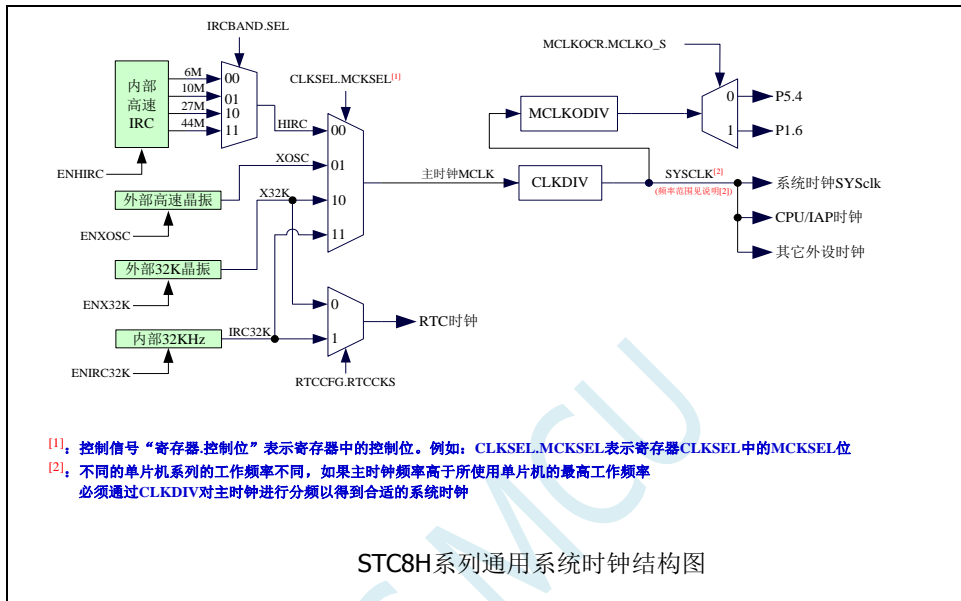 IRCBAND.SEL
MCLKOCR.MCLKO_S
内部
高速
IRC
6M
10M
27M
44M
00
01
10
11
CLKSEL.MCKSEL[1]
HIRC
00
XOSC
01
X32K
10
11
ENHIRC
外部高速晶振
ENXOSC
外部32K晶振
ENX32K
内部32KHz
IRC32K
ENIRC32K
主时钟MCLK
CLKDIV
MCLKODIV
0
1
P5.4
P1.6
SYSCLK[2]
(频率范围见说明[2])
系统时钟SYSclk
CPU/IAP时钟
其它外设时钟
0
1
RTC时钟
RTCCFG.RTCCKS
[1]：控制信号“寄存器.控制位”表示寄存器中的控制位。例如：CLKSEL.MCKSEL表示寄存器CLKSEL中的MCKSEL位
[2]：不同的单片机系列的工作频率不同，如果主时钟频率高于所使用单片机的最高工作频率
必须通过CLKDIV对主时钟进行分频以得到合适的系统时钟
STC8H系列通用系统时钟结构图
MCU